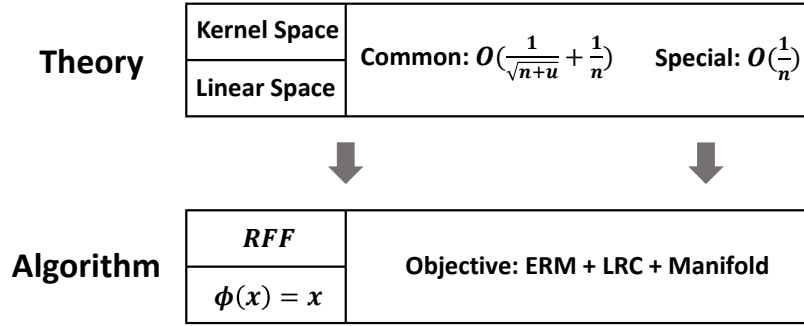 Theory
Kernel Space
Linear Space
Common: O(1/√(n+u) + 1/n)
Special: O(1/n)
Algorithm
RFF
ϕ(x) = x
Objective: ERM + LRC + Manifold